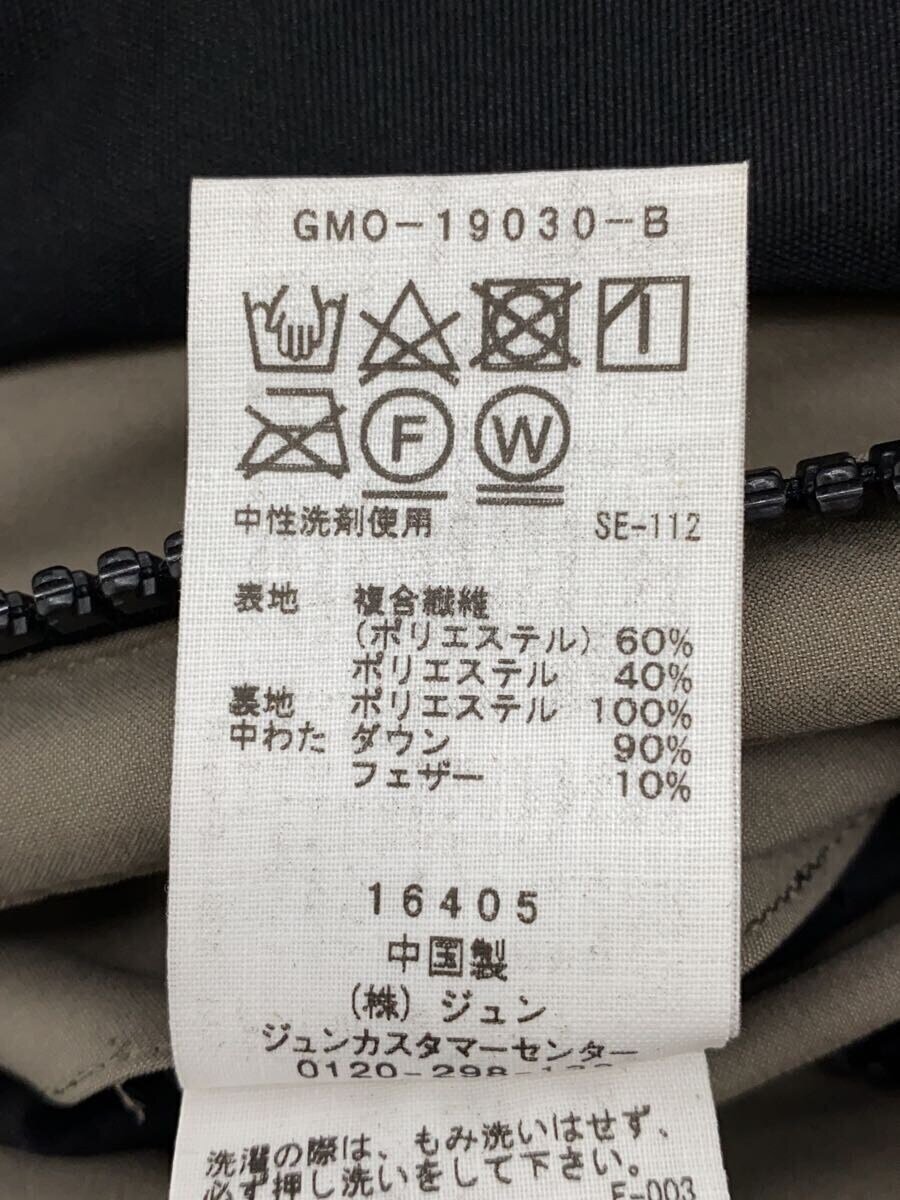 GMO-19030-B
F W
中性洗剤使用 SE-112
表地 複合繊維
(ポリエステル) 60%
ポリエステル 40%
裏地 ポリエステル 100%
中わた ダウン 90%
フェザー 10%
16405
中国製
(株) ジュン
ジュンカスタマーセンター
0120-298-
洗濯の際は、もみ洗いはせず、
必ず押し洗いをして下さい。
F-003